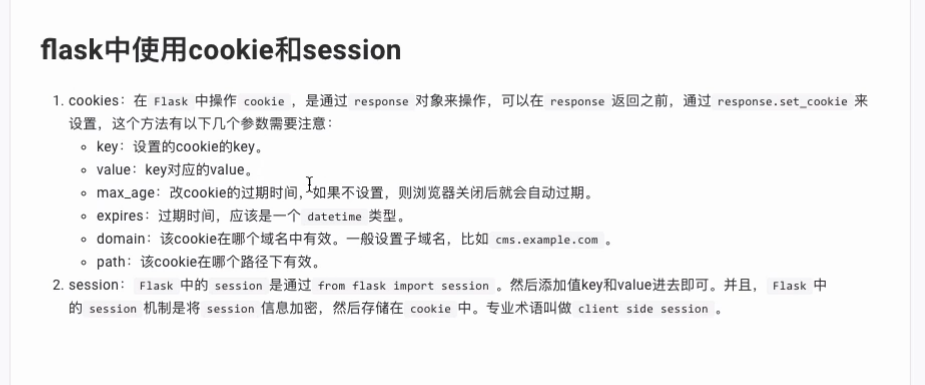 flask中使用cookie和session
1. cookies：在 Flask 中操作 cookie ，是通过 response 对象来操作，可以在 response 返回之前，通过 response.set_cookie 来
设置，这个方法有以下几个参数需要注意：
key：设置的cookie的key。
value：key对应的value。
max_age：改cookie的过期时间，如果不设置，则浏览器关闭后就会自动过期。
expires：过期时间，应该是一个 datetime 类型。
domain：该cookie在哪个域名中有效。一般设置子域名，比如 cms.example.com 。
path：该cookie在哪个路径下有效。
2. session： Flask 中的 session 是通过 from flask import session 。然后添加值key和value进去即可。并且， Flask 中
的 session 机制是将 session 信息加密，然后存储在 cookie 中。专业术语叫做 client side session 。